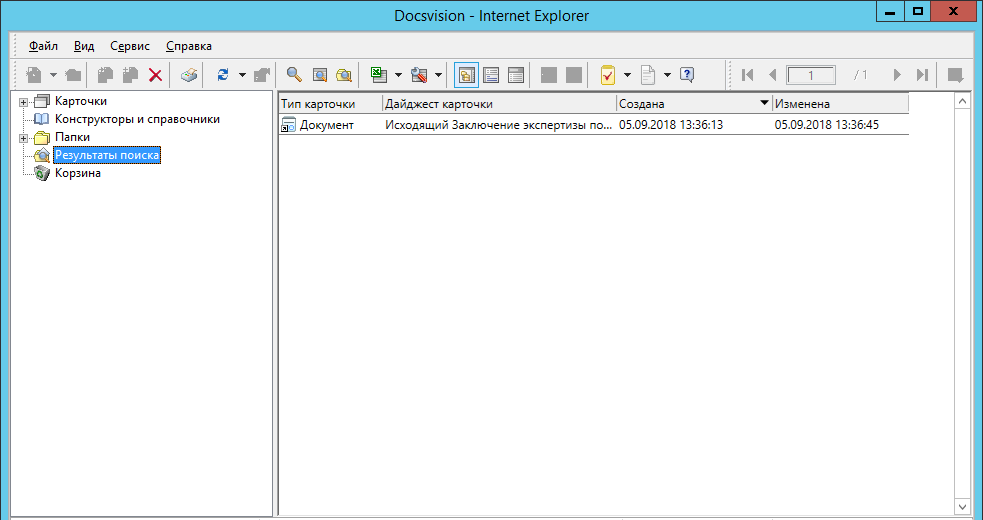 Docsvision - Internet Explorer
Файл Вид Сервис Справка
1 / 1
Карточки
Конструкторы и справочники
Папки
Результаты поиска
Корзина
Тип карточки Дайджест карточки Создана Изменена
Документ Исходящий Заключение экспертизы по... 05.09.2018 13:36:13 05.09.2018 13:36:45